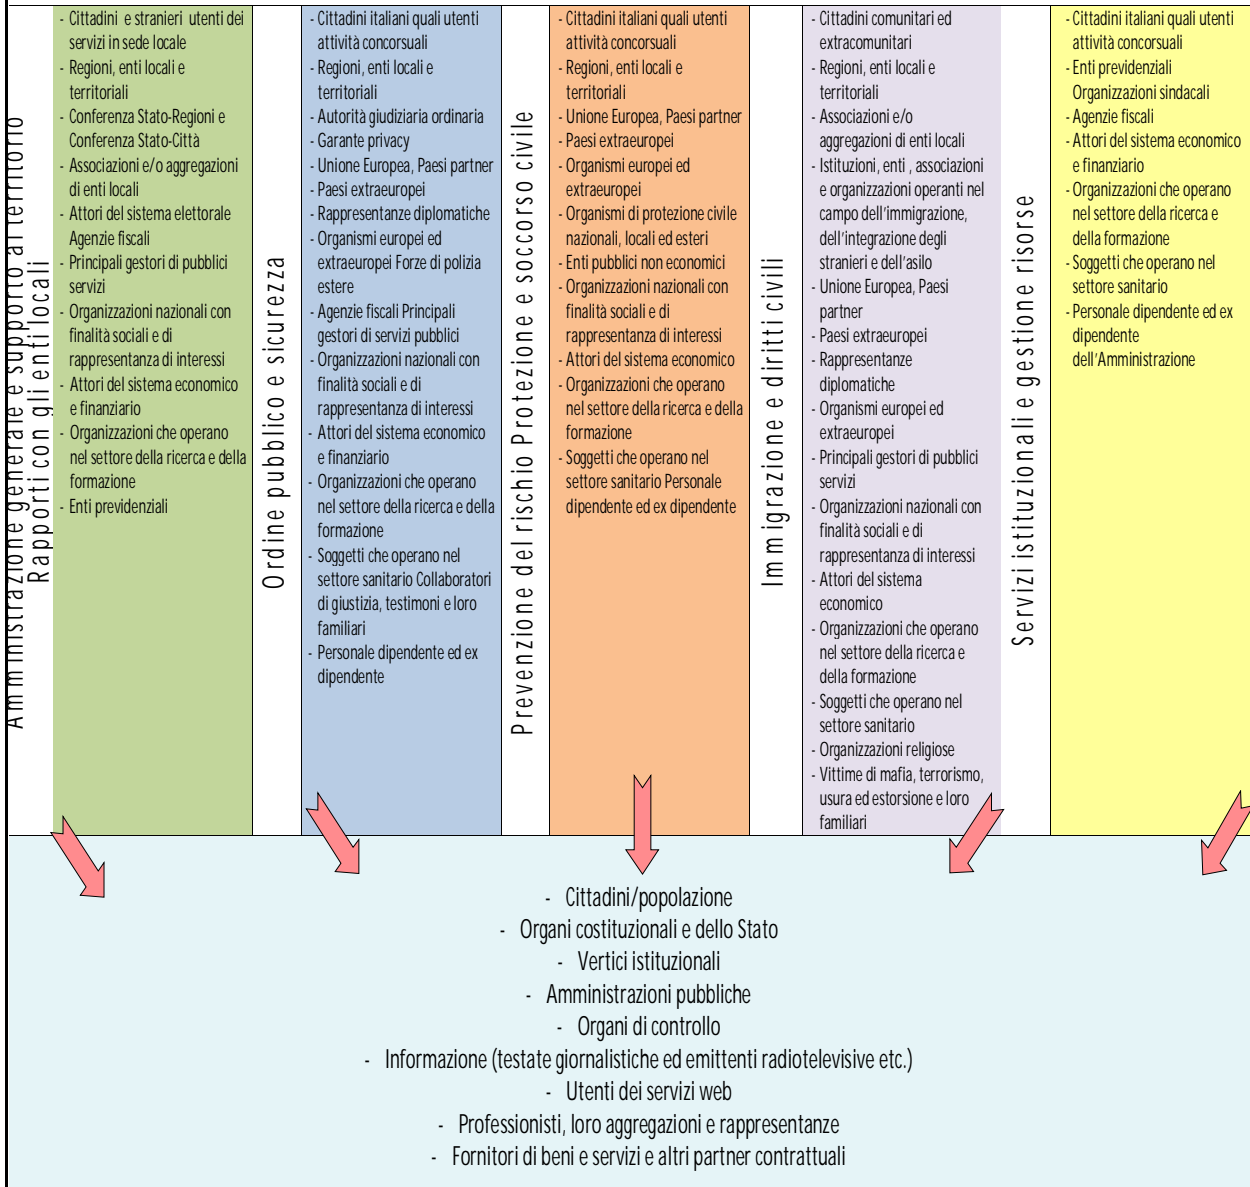 Amministrazione generale e supporto al territorio
Rapporti con gli enti locali
- Cittadini e stranieri utenti dei
servizi in sede locale
- Regioni, enti locali e
territoriali
- Conferenza Stato-Regioni e
Conferenza Stato-Città
- Associazioni e/o aggregazioni
di enti locali
- Attori del sistema elettorale
Agenzie fiscali
- Principali gestori di pubblici
servizi
- Organizzazioni nazionali con
finalità sociali e di
rappresentanza di interessi
- Attori del sistema economico
e finanziario
- Organizzazioni che operano
nel settore della ricerca e della
formazione
- Enti previdenziali
Ordine pubblico e sicurezza
- Cittadini italiani quali utenti
attività concorsuali
- Regioni, enti locali e
territoriali
- Autorità giudiziaria ordinaria
- Garante privacy
- Unione Europea, Paesi partner
- Paesi extraeuropei
- Rappresentanze diplomatiche
- Organismi europei ed
extraeuropei Forze di polizia
estere
- Agenzie fiscali Principali
gestori di servizi pubblici
- Organizzazioni nazionali con
finalità sociali e di
rappresentanza di interessi
- Attori del sistema economico
e finanziario
- Organizzazioni che operano
nel settore della ricerca e della
formazione
- Soggetti che operano nel
settore sanitario Collaboratori
di giustizia, testimoni e loro
familiari
- Personale dipendente ed ex
dipendente
Prevenzione del rischio Protezione e soccorso civile
- Cittadini italiani quali utenti
attività concorsuali
- Regioni, enti locali e
territoriali
- Unione Europea, Paesi partner
- Paesi extraeuropei
- Organismi europei ed
extraeuropei
- Organismi di protezione civile
nazionali, locali ed esteri
- Enti pubblici non economici
- Organizzazioni nazionali con
finalità sociali e di
rappresentanza di interessi
- Attori del sistema economico
- Organizzazioni che operano
nel settore della ricerca e della
formazione
- Soggetti che operano nel
settore sanitario Personale
dipendente ed ex dipendente
Immigrazione e diritti civili
- Cittadini comunitari ed
extracomunitari
- Regioni, enti locali e
territoriali
- Associazioni e/o
aggregazioni di enti locali
- Istituzioni, enti , associazioni
e organizzazioni operanti nel
campo dell'immigrazione,
dell'integrazione degli
stranieri e dell'asilo
- Unione Europea, Paesi
partner
- Paesi extraeuropei
- Rappresentanze
diplomatiche
- Organismi europei ed
extraeuropei
- Principali gestori di pubblici
servizi
- Organizzazioni nazionali con
finalità sociali e di
rappresentanza di interessi
- Attori del sistema
economico
- Organizzazioni che operano
nel settore della ricerca e
della formazione
- Soggetti che operano nel
settore sanitario
- Organizzazioni religiose
- Vittime di mafia, terrorismo,
usura ed estorsione e loro
familiari
Servizi istituzionali e gestione risorse
- Cittadini italiani quali utenti
attività concorsuali
- Enti previdenziali
Organizzazioni sindacali
- Agenzie fiscali
- Attori del sistema economico
e finanziario
- Organizzazioni che operano
nel settore della ricerca e
della formazione
- Soggetti che operano nel
settore sanitario
- Personale dipendente ed ex
dipendente
dell'Amministrazione
- Cittadini/popolazione
- Organi costituzionali e dello Stato
- Vertici istituzionali
- Amministrazioni pubbliche
- Organi di controllo
- Informazione (testate giornalistiche ed emittenti radiotelevisive etc.)
- Utenti dei servizi web
- Professionisti, loro aggregazioni e rappresentanze
- Fornitori di beni e servizi e altri partner contrattuali